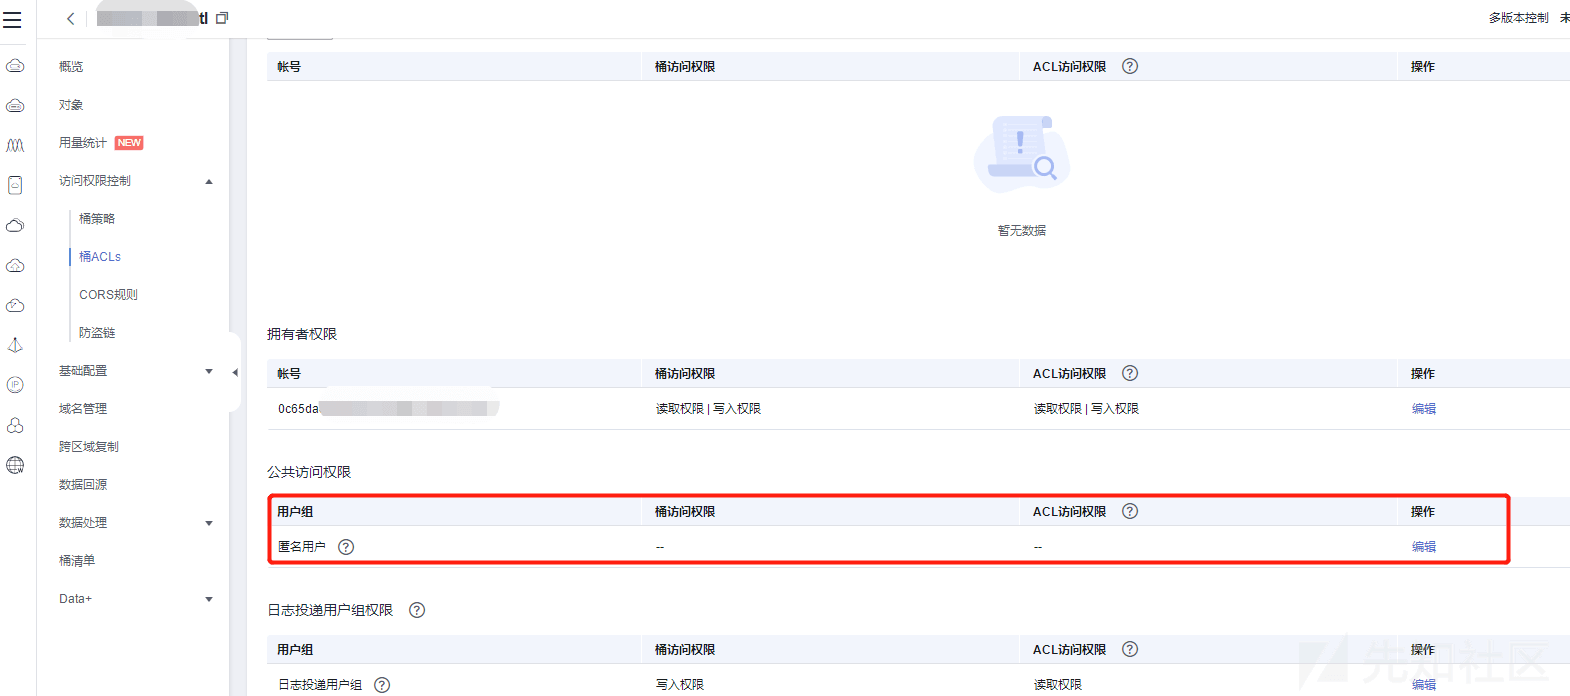 tl
多版本控制 未
概览
对象
用量统计 NEW
访问权限控制
桶策略
桶ACLs
CORS规则
防盗链
基础配置
域名管理
跨区域复制
数据回源
数据处理
桶清单
Data+
帐号 桶访问权限 ACL访问权限 ? 操作
暂无数据
拥有者权限
帐号 桶访问权限 ACL访问权限 ? 操作
0c65da 读取权限 | 写入权限 读取权限 | 写入权限 编辑
公共访问权限
用户组 桶访问权限 ACL访问权限 ? 操作
匿名用户 ? -- -- 编辑
日志投递用户组权限 ?
用户组 桶访问权限 ACL访问权限 ? 操作
日志投递用户组 ? 写入权限 读取权限 编辑
先知社区